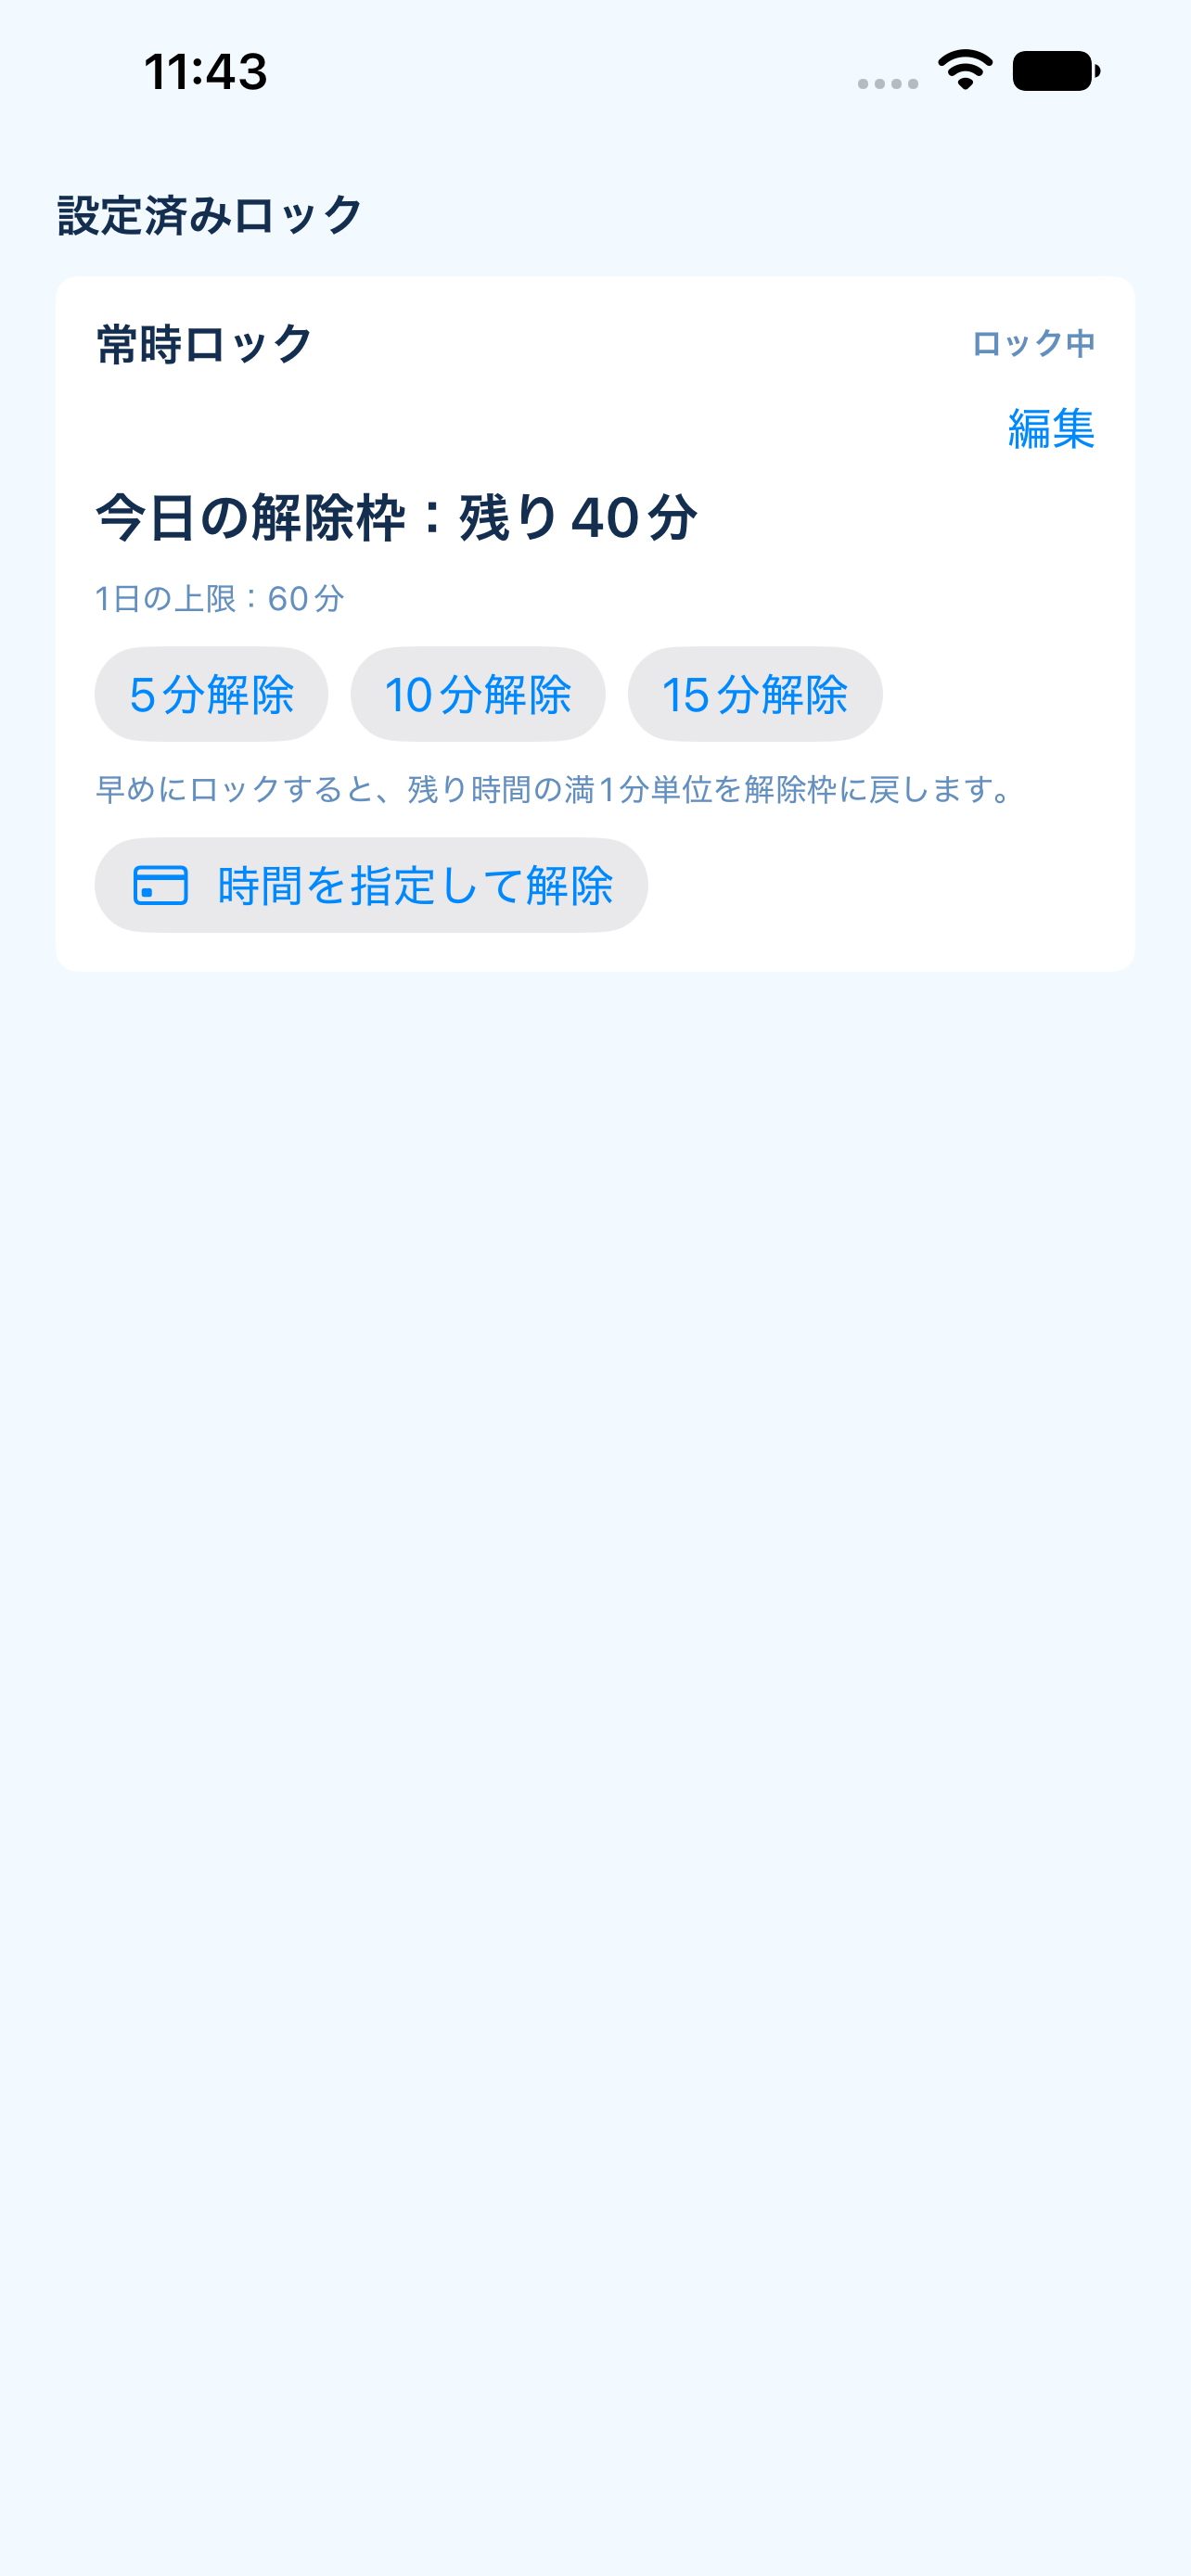 11:43
設定済みロック
常時ロック
ロック中
編集
今日の解除枠：残り40分
1日の上限：60分
5分解除
10分解除
15分解除
早めにロックすると、残り時間の満1分単位を解除枠に戻します。
時間を指定して解除